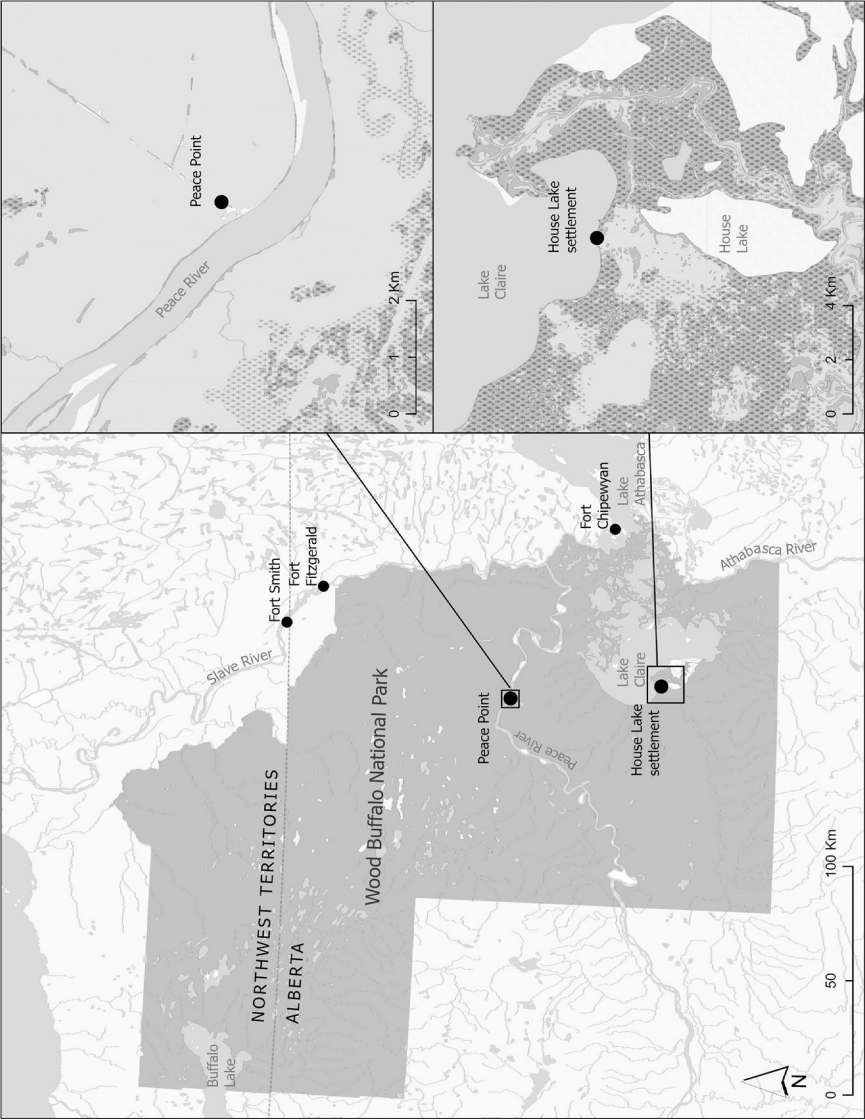 Buffalo
Lake
NORTHWEST TERRITORIES
ALBERTA
Wood Buffalo National Park
Slave River
Fort Smith
Fort
Fitzgerald
Peace Point
Peace River
House Lake
settlement
Lake
Claire
Fort
Chipewyan
Lake
Athabasca
Athabasca River
N
0
50
100 Km
Peace Point
Peace River
0
1
2 Km
Lake
Claire
House Lake
settlement
House
Lake
0
2
4 Km